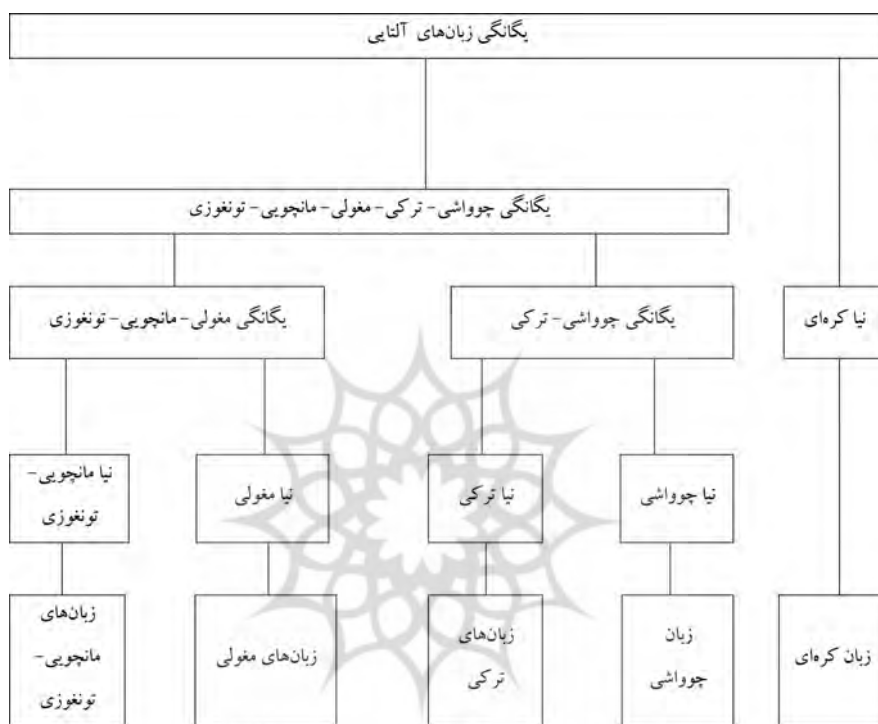 یگانگی زبان‌های آلتایی
یگانگی چوواشی- ترکی- مغولی- مانچویی- تونغوزی
نیا کره‌ای
یگانگی چوواشی- ترکی
یگانگی مغولی- مانچویی- تونغوزی
نیا چوواشی
نیا ترکی
نیا مغولی
نیا مانچویی-
تونغوزی
زبان کره‌ای
زبان
چوواشی
زبان‌های
ترکی
زبان‌های مغولی
زبان‌های
مانچویی-
تونغوزی